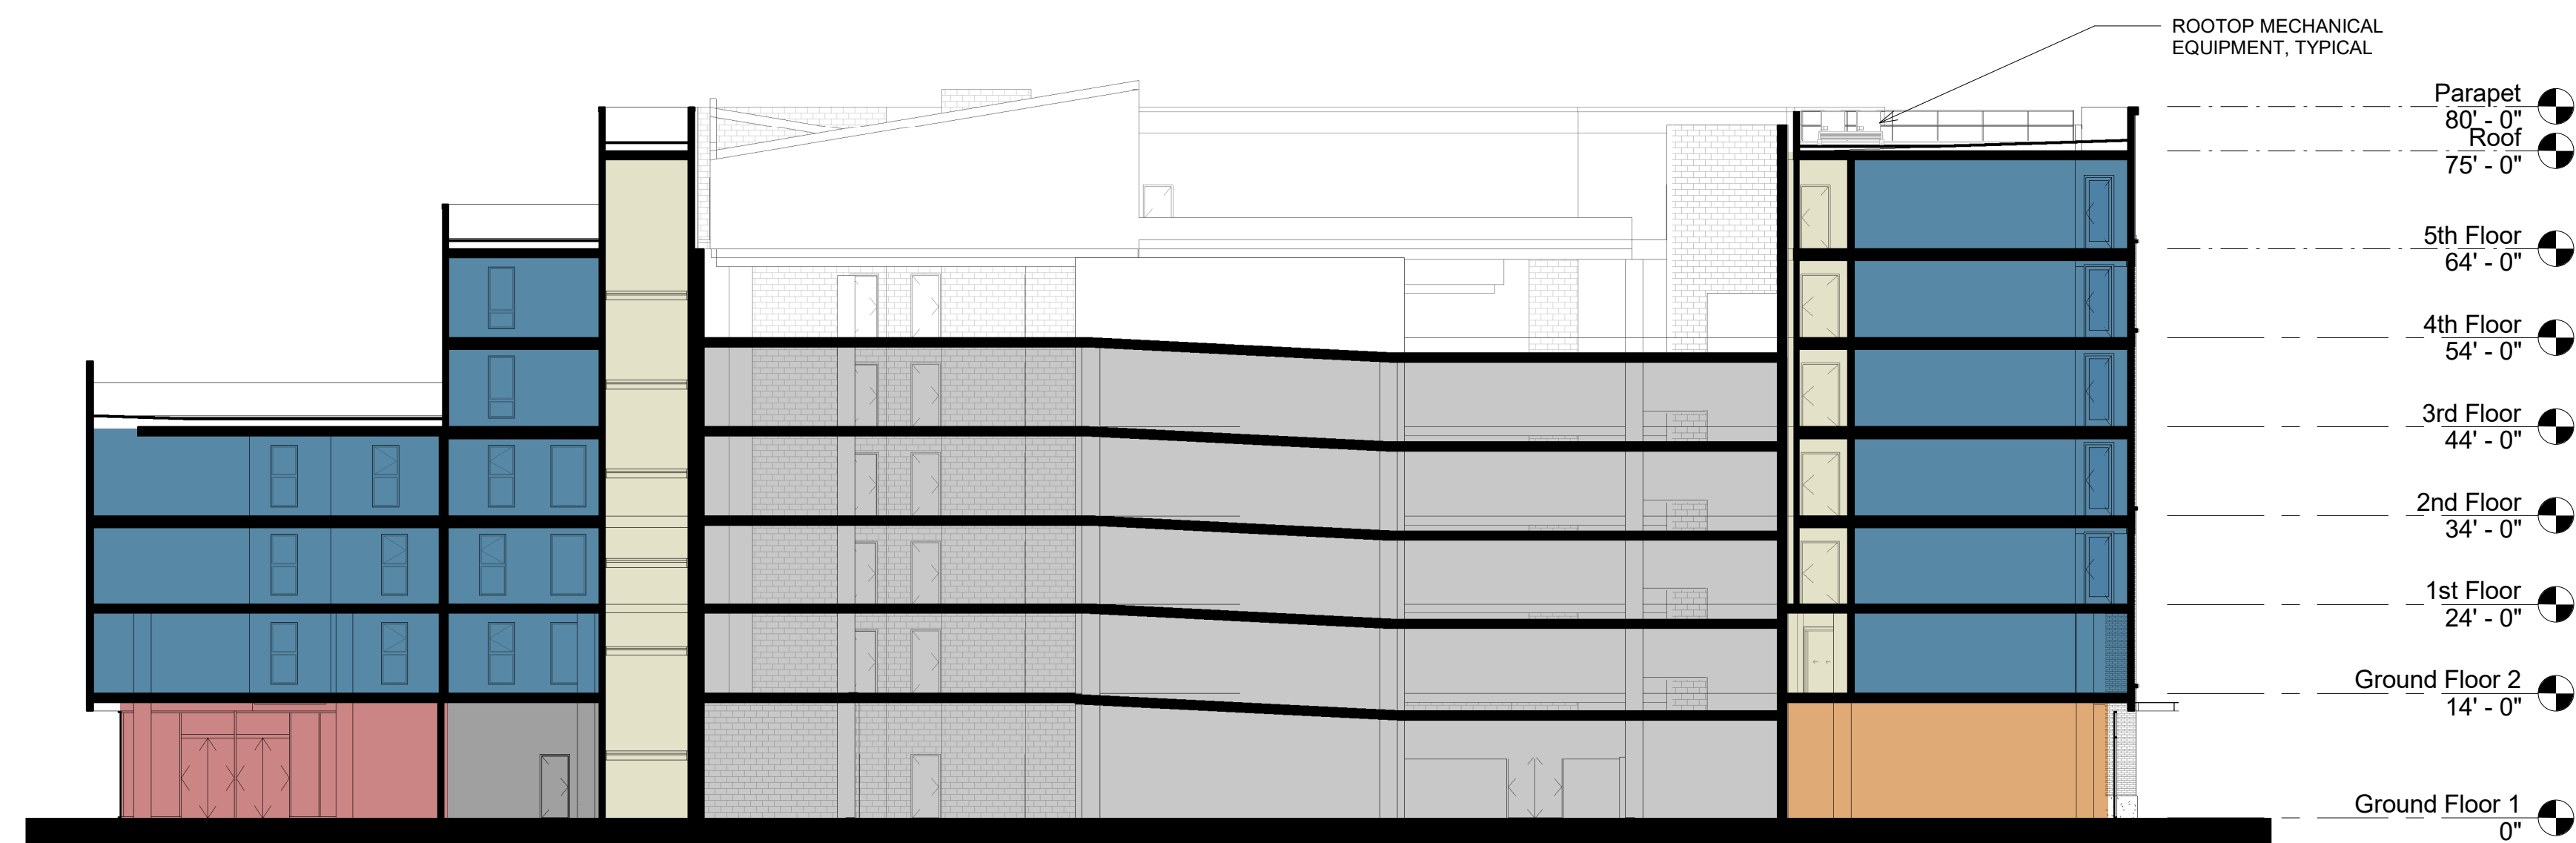 ROOTOP MECHANICAL
EQUIPMENT, TYPICAL
Parapet
80' - 0"
Roof
75' - 0"
5th Floor
64' - 0"
4th Floor
54' - 0"
3rd Floor
44' - 0"
2nd Floor
34' - 0"
1st Floor
24' - 0"
Ground Floor 2
14' - 0"
Ground Floor 1
0"